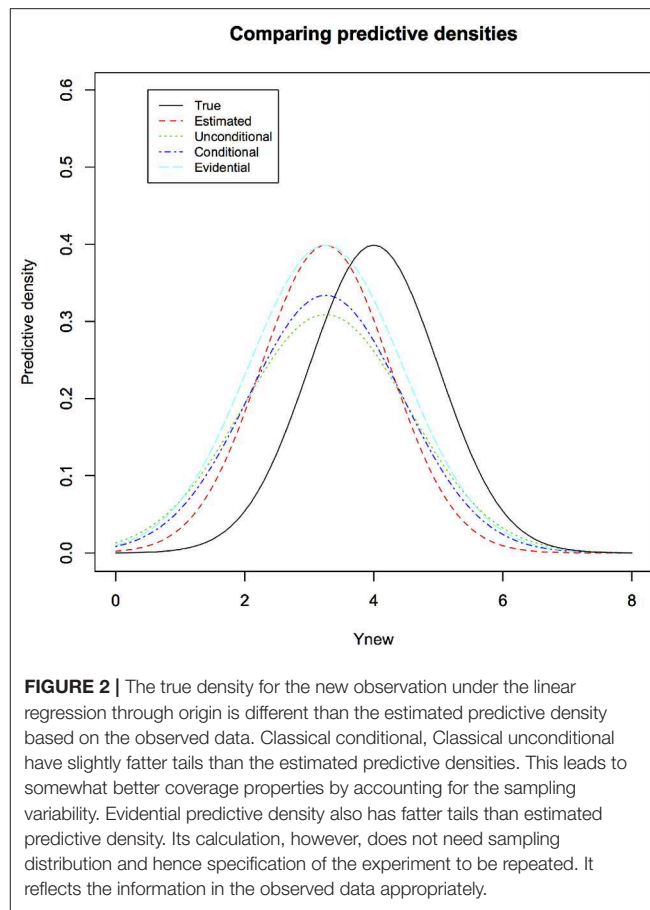 Comparing predictive densities
0.6
0.5
0.4
0.3
0.2
0.1
0.0
Predictive density
True
Estimated
Unconditional
Conditional
Evidential
0 2 4 6 8
Ynew
FIGURE 2 | The true density for the new observation under the linear
regression through origin is different than the estimated predictive density
based on the observed data. Classical conditional, Classical unconditional
have slightly fatter tails than the estimated predictive densities. This leads to
somewhat better coverage properties by accounting for the sampling
variability. Evidential predictive density also has fatter tails than estimated
predictive density. Its calculation, however, does not need sampling
distribution and hence specification of the experiment to be repeated. It
reflects the information in the observed data appropriately.